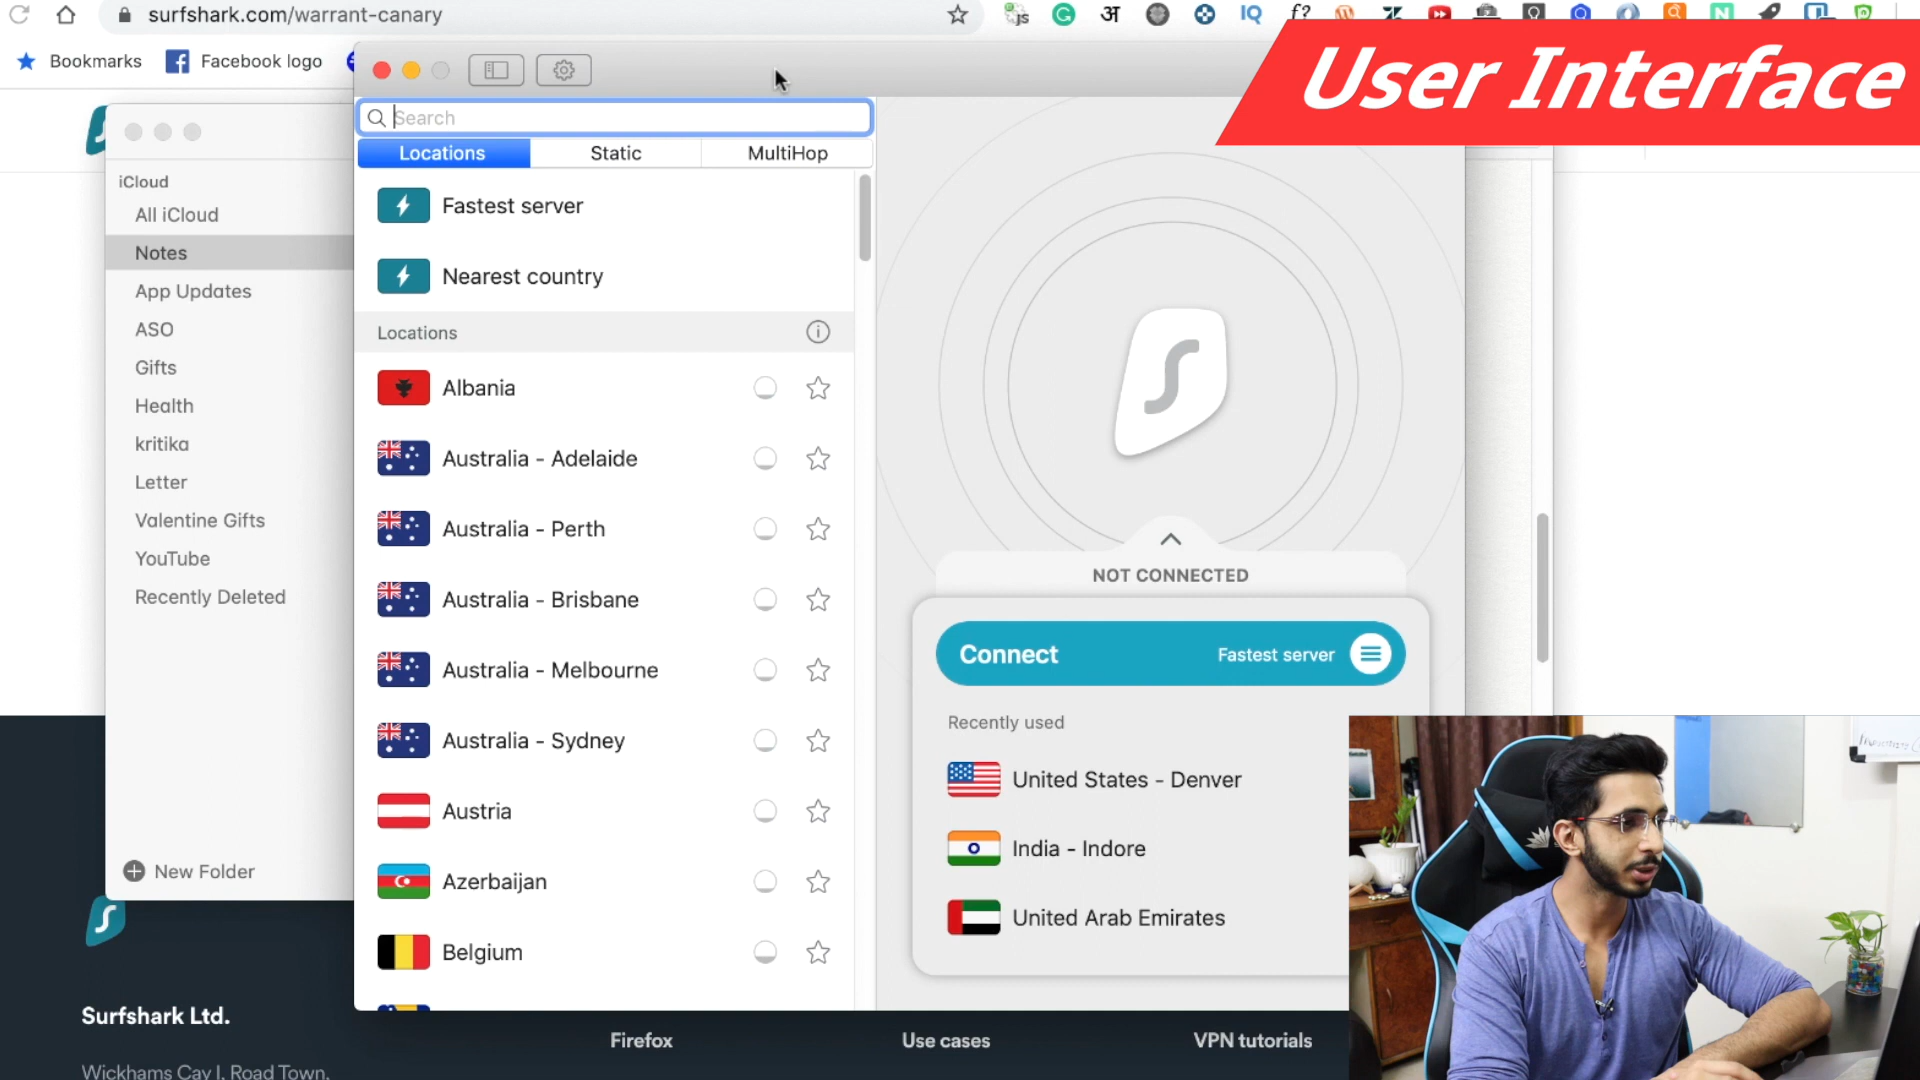 surfshark.com/warrant-canary
Bookmarks
Facebook logo
User Interface
Search
Locations
Static
MultiHop
iCloud
All iCloud
Notes
App Updates
ASO
Gifts
Health
kritika
Letter
Valentine Gifts
YouTube
Recently Deleted
New Folder
Fastest server
Nearest country
Locations
Albania
Australia - Adelaide
Australia - Perth
Australia - Brisbane
Australia - Melbourne
Australia - Sydney
Austria
Azerbaijan
Belgium
NOT CONNECTED
Connect
Fastest server
Recently used
United States - Denver
India - Indore
United Arab Emirates
Surfshark Ltd.
Wickhams Cay I, Road Town,
Firefox
Use cases
VPN tutorials